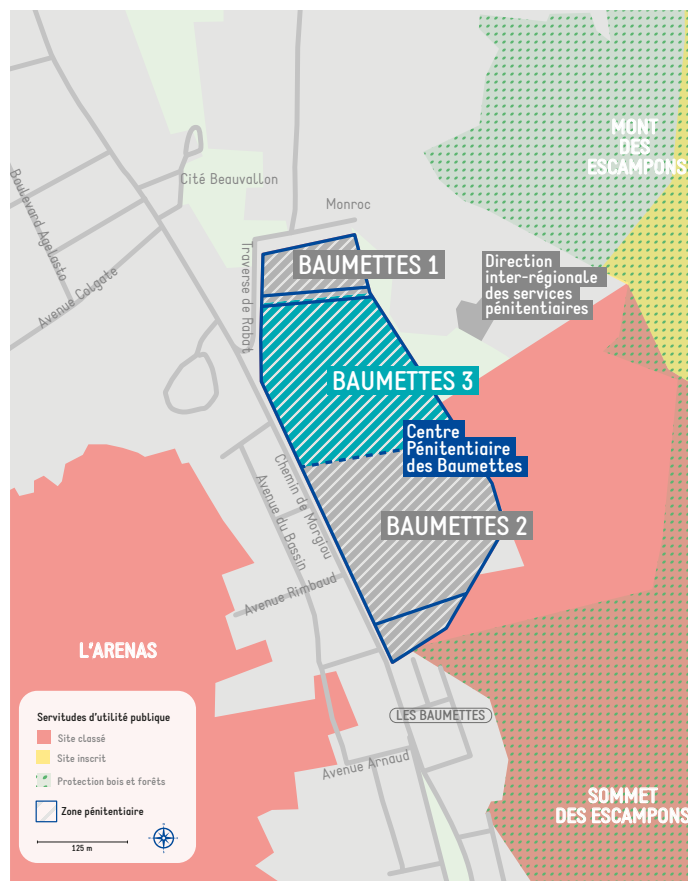 MONT
DES
ESCAMPONS
Cité Beauvallon
Monroc
Boulevard Agelasto
Avenue Colgate
Traverse de Rabat
BAUMETTES 1
Direction
inter-régionale
des services
pénitentiaires
BAUMETTES 3
Centre
Pénitentiaire
des Baumettes
Chemin de Morgiou
Avenue du Bassin
BAUMETTES 2
Avenue Rimbaud
L'ARENAS
LES BAUMETTES
Avenue Arnaud
SOMMET
DES ESCAMPONS
Servitudes d'utilité publique
Site classé
Site inscrit
Protection bois et forêts
Zone pénitentiaire
125 m